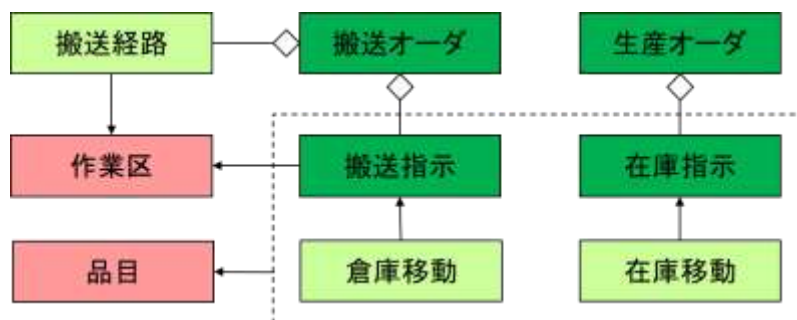 搬送経路
搬送オーダ
生産オーダ
作業区
搬送指示
在庫指示
品目
倉庫移動
在庫移動